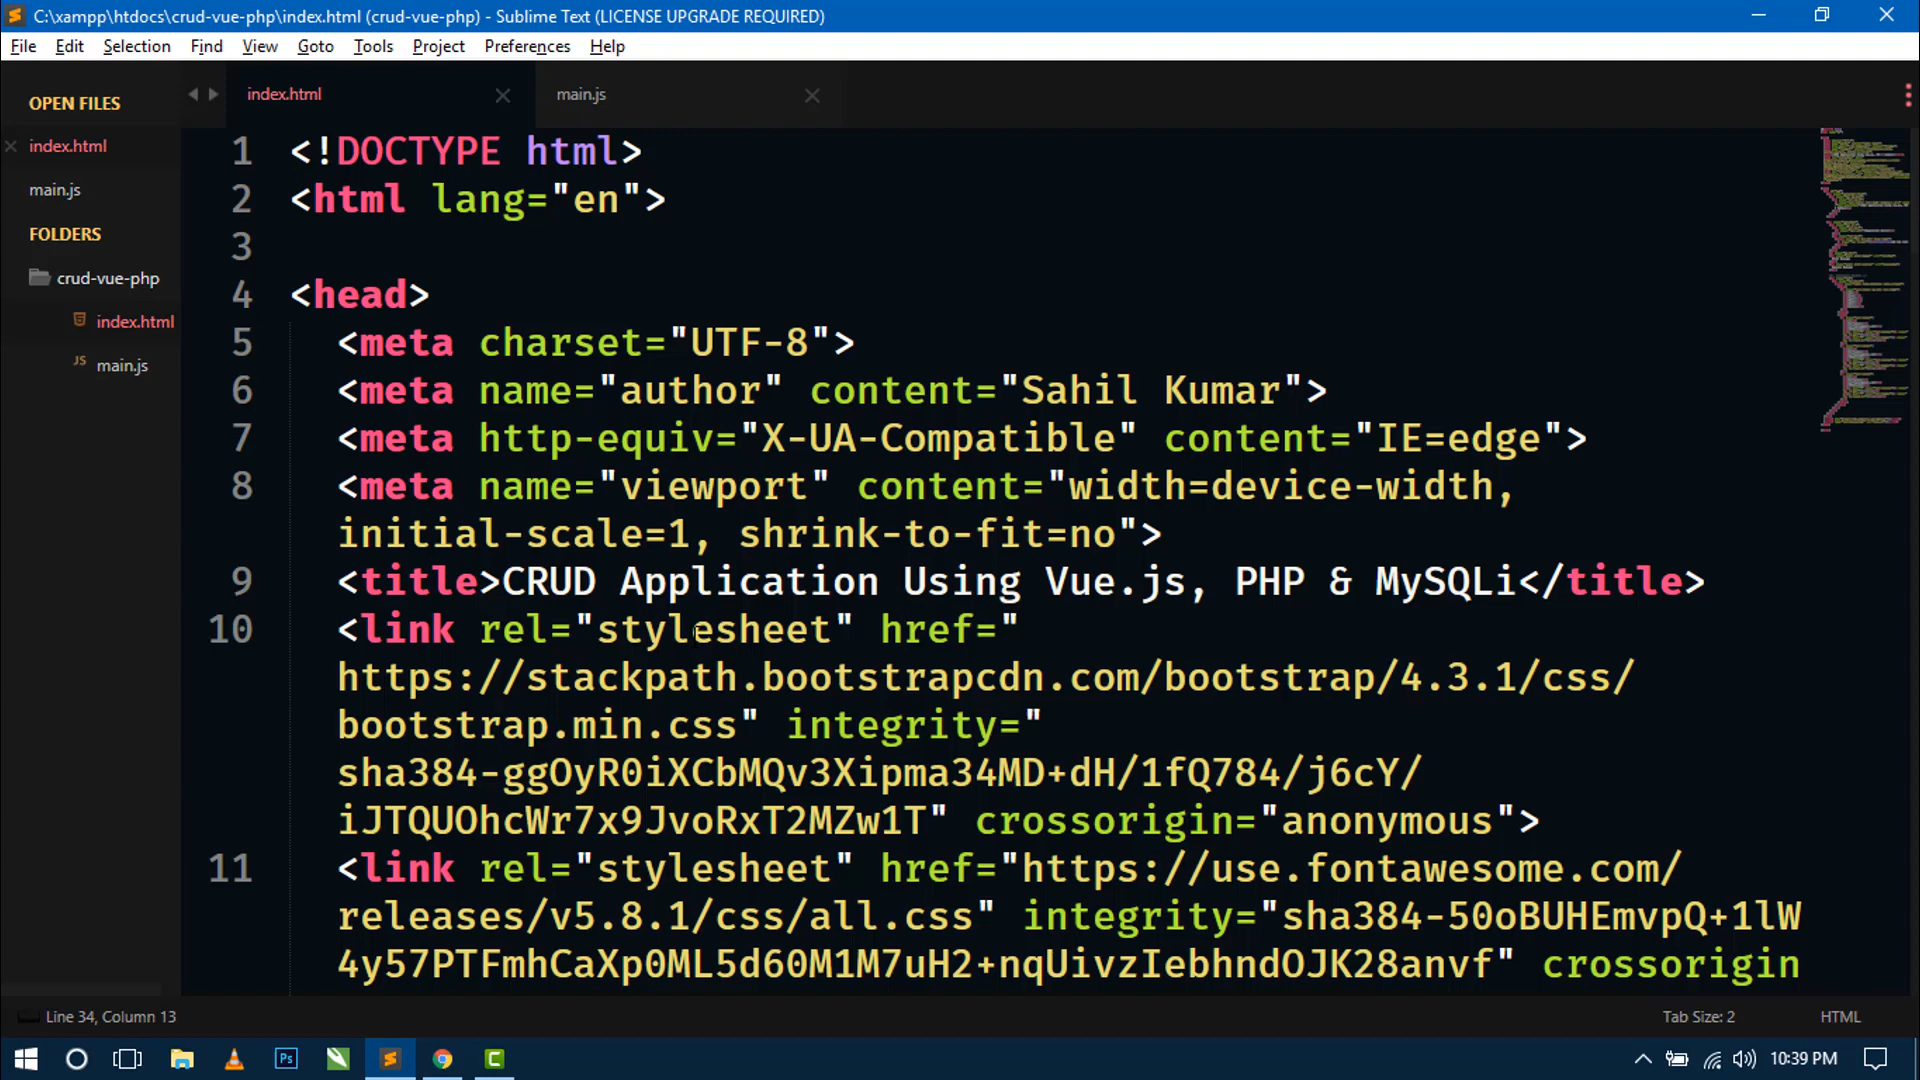 C:\xampp\htdocs\crud-vue-php\index.html (crud-vue-php) - Sublime Text (LICENSE UPGRADE REQUIRED)
File Edit Selection Find View Goto Tools Project Preferences Help
OPEN FILES
index.html
main.js
FOLDERS
crud-vue-php
index.html
JS main.js
index.html main.js
1 <!DOCTYPE html>
2 <html lang="en">
3
4 <head>
5 <meta charset="UTF-8">
6 <meta name="author" content="Sahil Kumar">
7 <meta http-equiv="X-UA-Compatible" content="IE=edge">
8 <meta name="viewport" content="width=device-width,
initial-scale=1, shrink-to-fit=no">
9 <title>CRUD Application Using Vue.js, PHP & MySQLi</title>
10 <link rel="stylesheet" href="
https://stackpath.bootstrapcdn.com/bootstrap/4.3.1/css/
bootstrap.min.css" integrity="
sha384-ggOyR0iXCbMQv3Xipma34MD+dH/1fQ784/j6cY/
iJTQUOhcWr7x9JvoRxT2MZw1T" crossorigin="anonymous">
11 <link rel="stylesheet" href="https://use.fontawesome.com/
releases/v5.8.1/css/all.css" integrity="sha384-50oBUHEmvpQ+1lW
4y57PTFmhCaXp0ML5d60M1M7uH2+nqUivzIebhndOJK28anvf" crossorigin
Line 34, Column 13 Tab Size: 2 HTML
Ps
10:39 PM